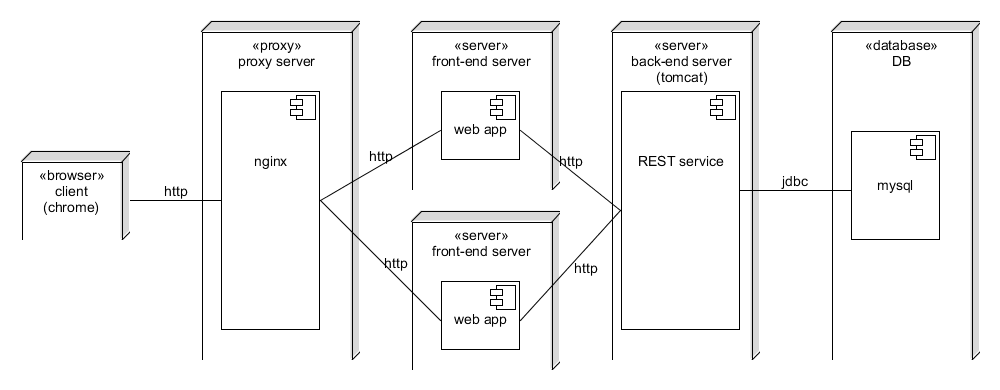 «browser»
client
(chrome)
http
«proxy»
proxy server
nginx
http
http
«server»
front-end server
web app
«server»
front-end server
web app
http
http
«server»
back-end server
(tomcat)
REST service
jdbc
«database»
DB
mysql